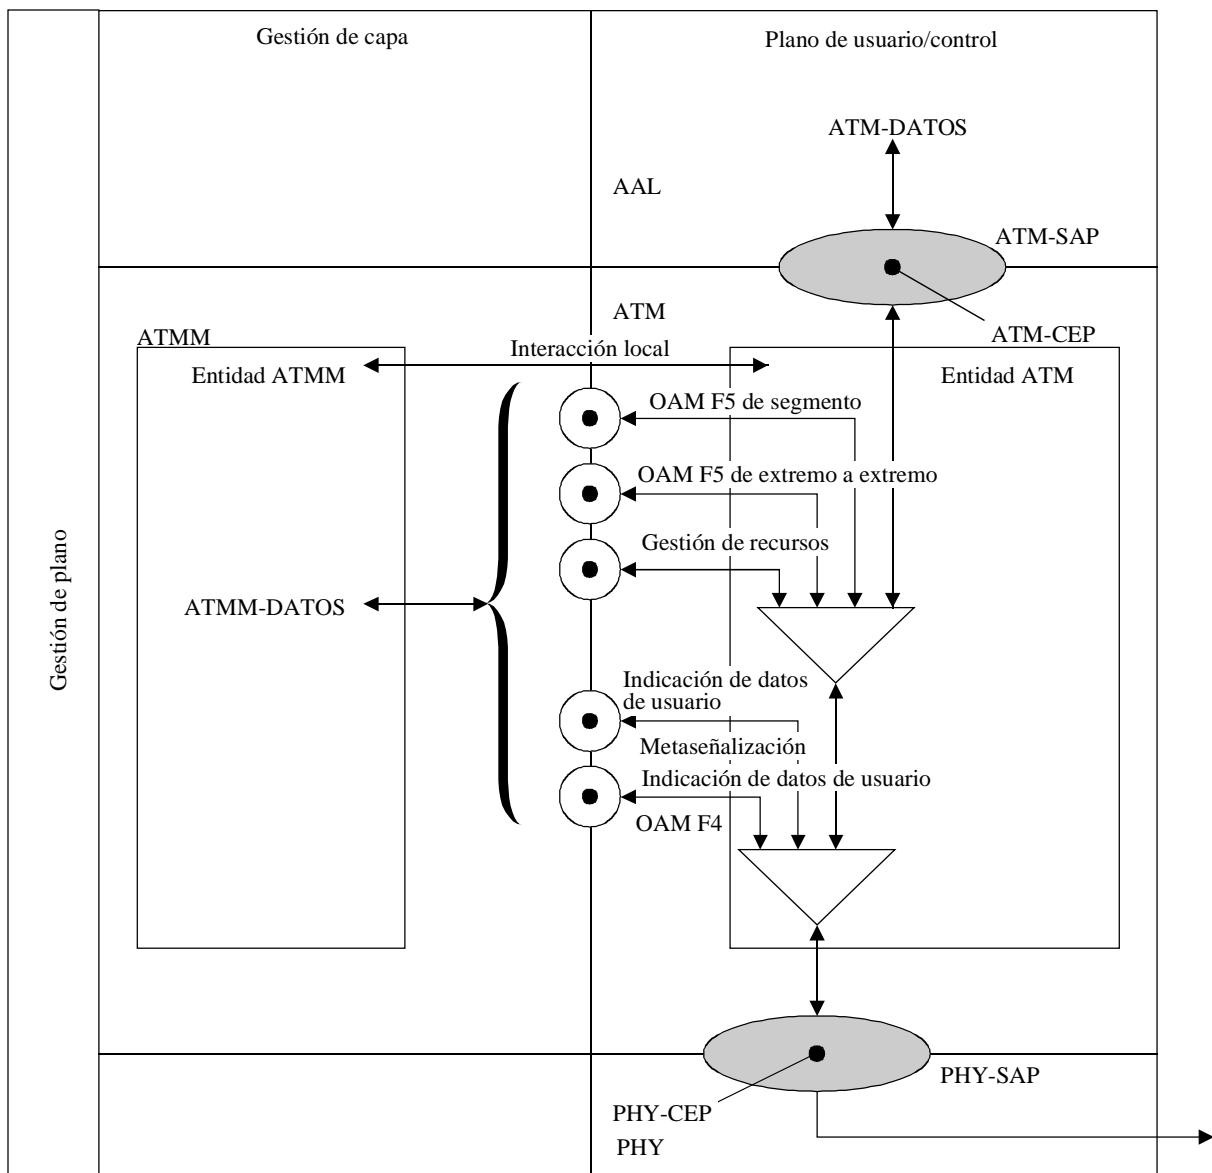 Gestión de capa
Plano de usuario/control
ATM-DATOS
AAL
ATM-SAP
ATM
ATM-CEP
ATMM
Interacción local
Entidad ATMM
Entidad ATM
OAM F5 de segmento
OAM F5 de extremo a extremo
Gestión de recursos
Gestión de plano
ATMM-DATOS
Indicación de datos
de usuario
Metaseñalización
Indicación de datos de usuario
OAM F4
PHY-SAP
PHY-CEP
PHY